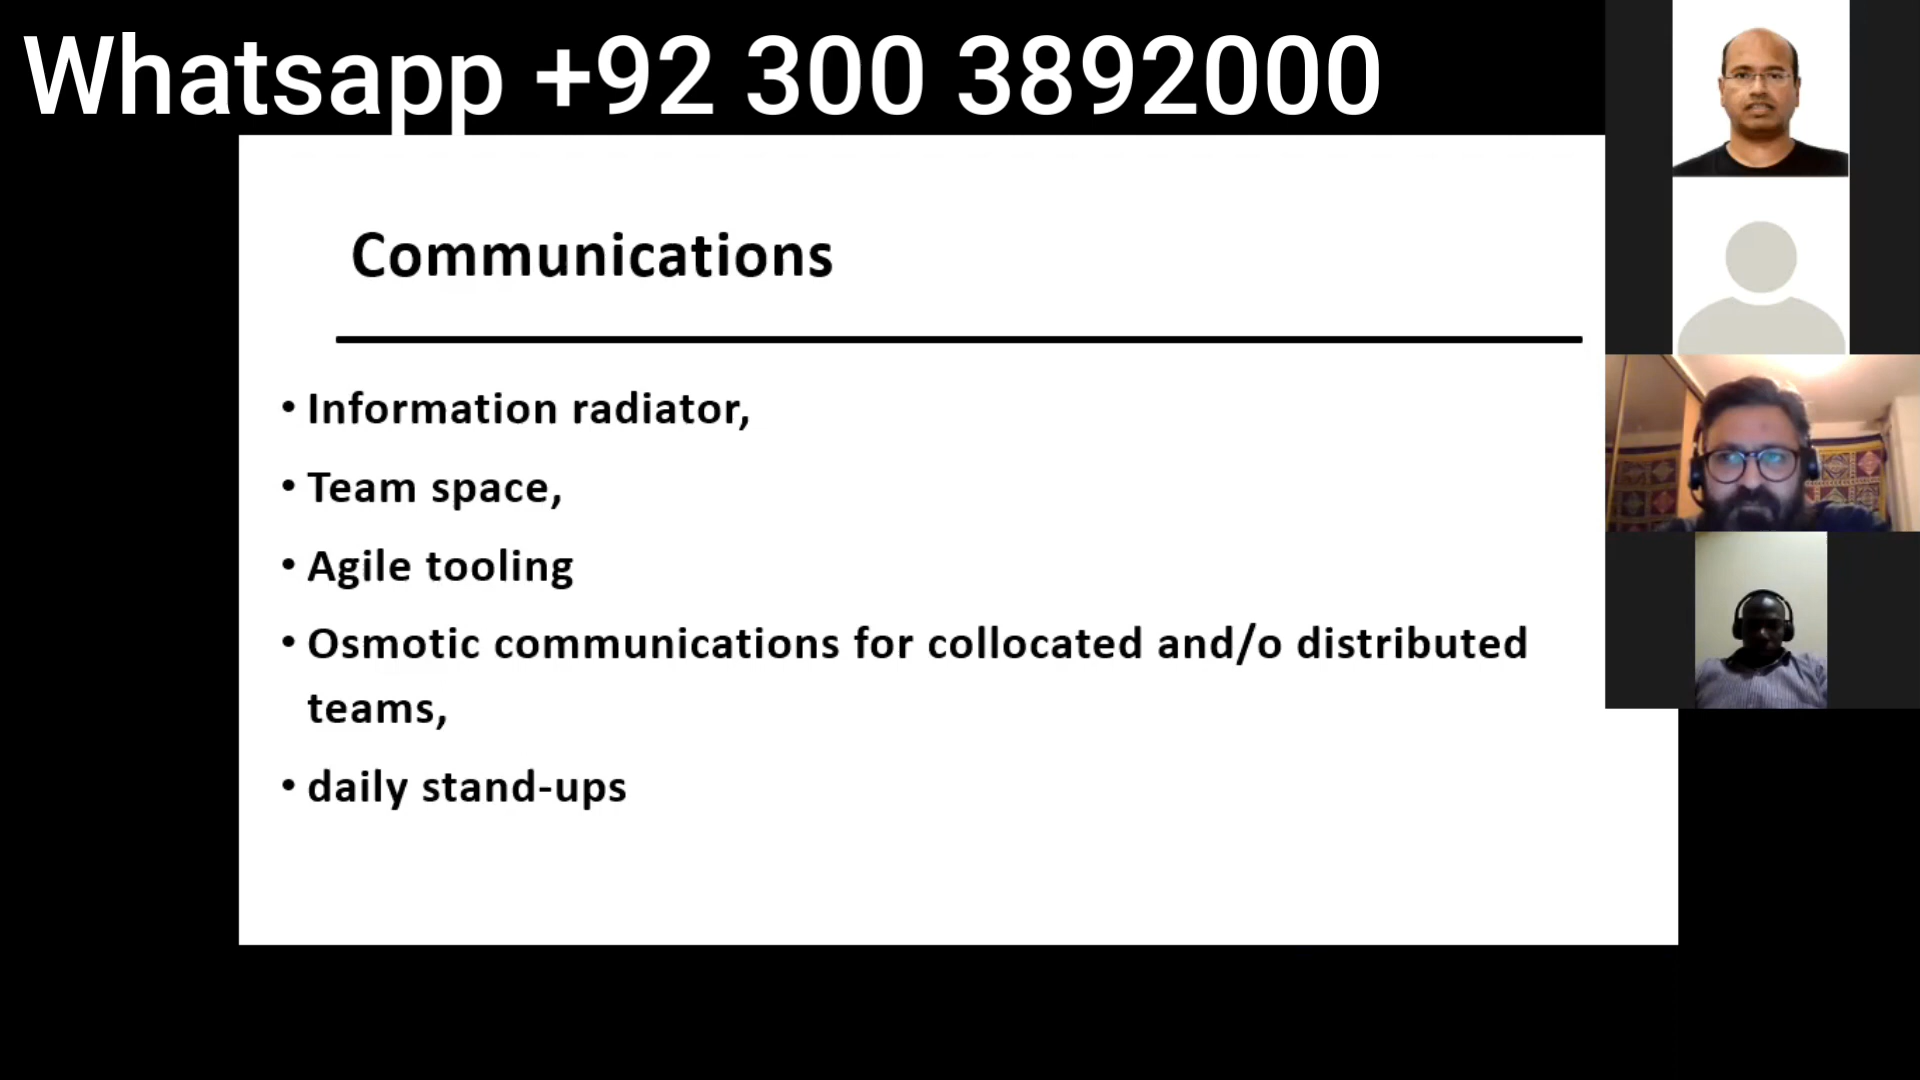 Whatsapp +92 300 3892000
Communications
• Information radiator,
• Team space,
• Agile tooling
• Osmotic communications for collocated and/o distributed
teams,
• daily stand-ups